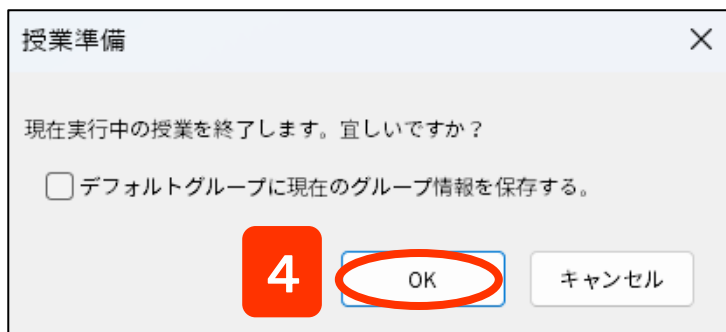 授業準備
現在実行中の授業を終了します。宜しいですか？
デフォルトグループに現在のグループ情報を保存する。
4 OK キャンセル